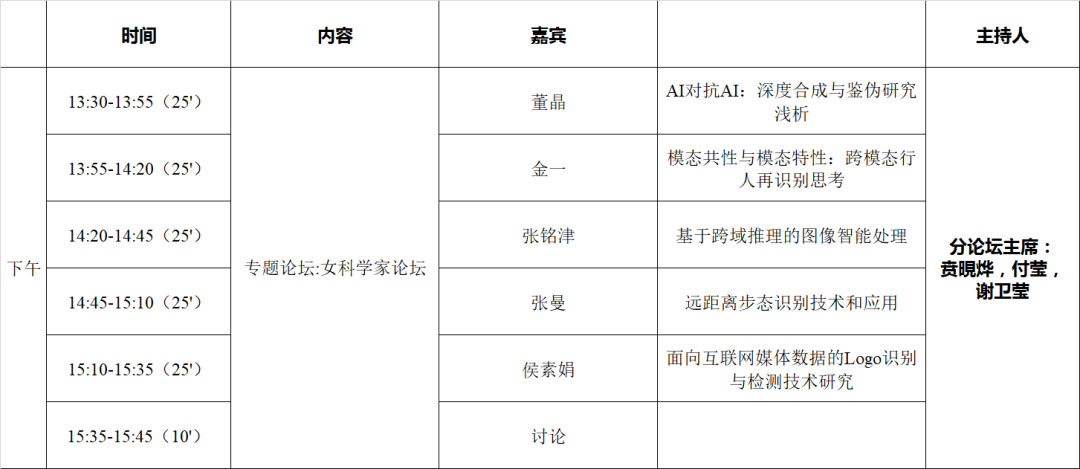 时间 内容 嘉宾 主持人
下午
13:30-13:55（25'）
董晶
AI对抗AI：深度合成与鉴伪研究
浅析
13:55-14:20（25'）
金一
模态共性与模态特性：跨模态行
人再识别思考
14:20-14:45（25'）
张铭津
基于跨域推理的图像智能处理
专题论坛:女科学家论坛
14:45-15:10（25'）
张曼
远距离步态识别技术和应用
15:10-15:35（25'）
侯素娟
面向互联网媒体数据的Logo识别
与检测技术研究
15:35-15:45（10'）
讨论
分论坛主席：
贲晛烨，付莹，
谢卫莹